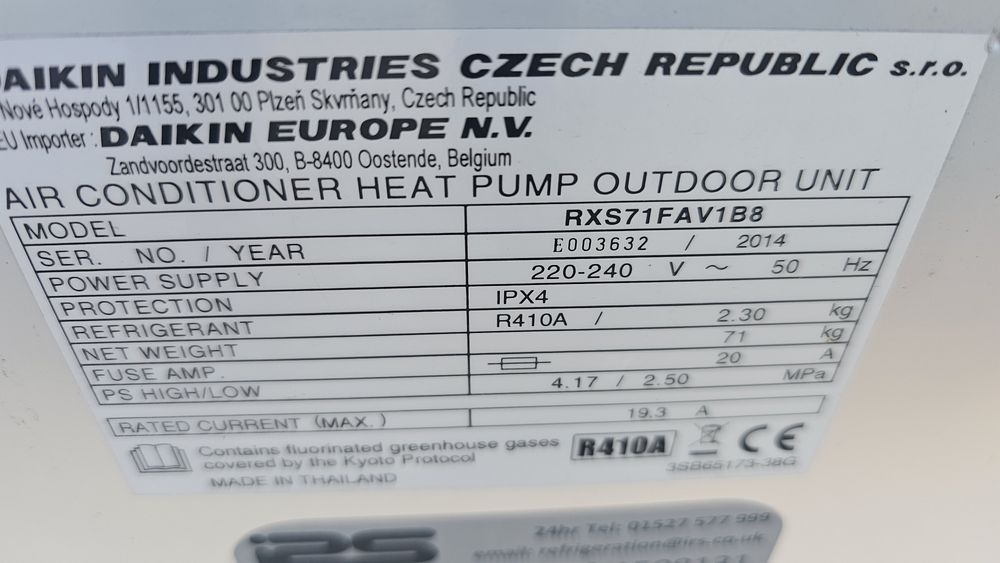 DAIKIN INDUSTRIES CZECH REPUBLIC s.r.o.
Nové Hospody 1/1155, 301 00 Plzeň Skvrňany, Czech Republic
EU Importer : DAIKIN EUROPE N.V.
Zandvoordestraat 300, B-8400 Oostende, Belgium
AIR CONDITIONER HEAT PUMP OUTDOOR UNIT
MODEL RXS71FAV1B8
SER. NO. / YEAR E003632 / 2014
POWER SUPPLY 220-240 V ~ 50 Hz
PROTECTION IPX4
REFRIGERANT R410A / 2.30 kg
NET WEIGHT 71 kg
FUSE AMP. 20 A
PS HIGH/LOW 4.17 / 2.50 MPa
RATED CURRENT (MAX.) 19.3 A
Contains fluorinated greenhouse gases
covered by the Kyoto Protocol
R410A CE
MADE IN THAILAND
3SB65173-38G
24hr Tel: 01527 577 999
email: